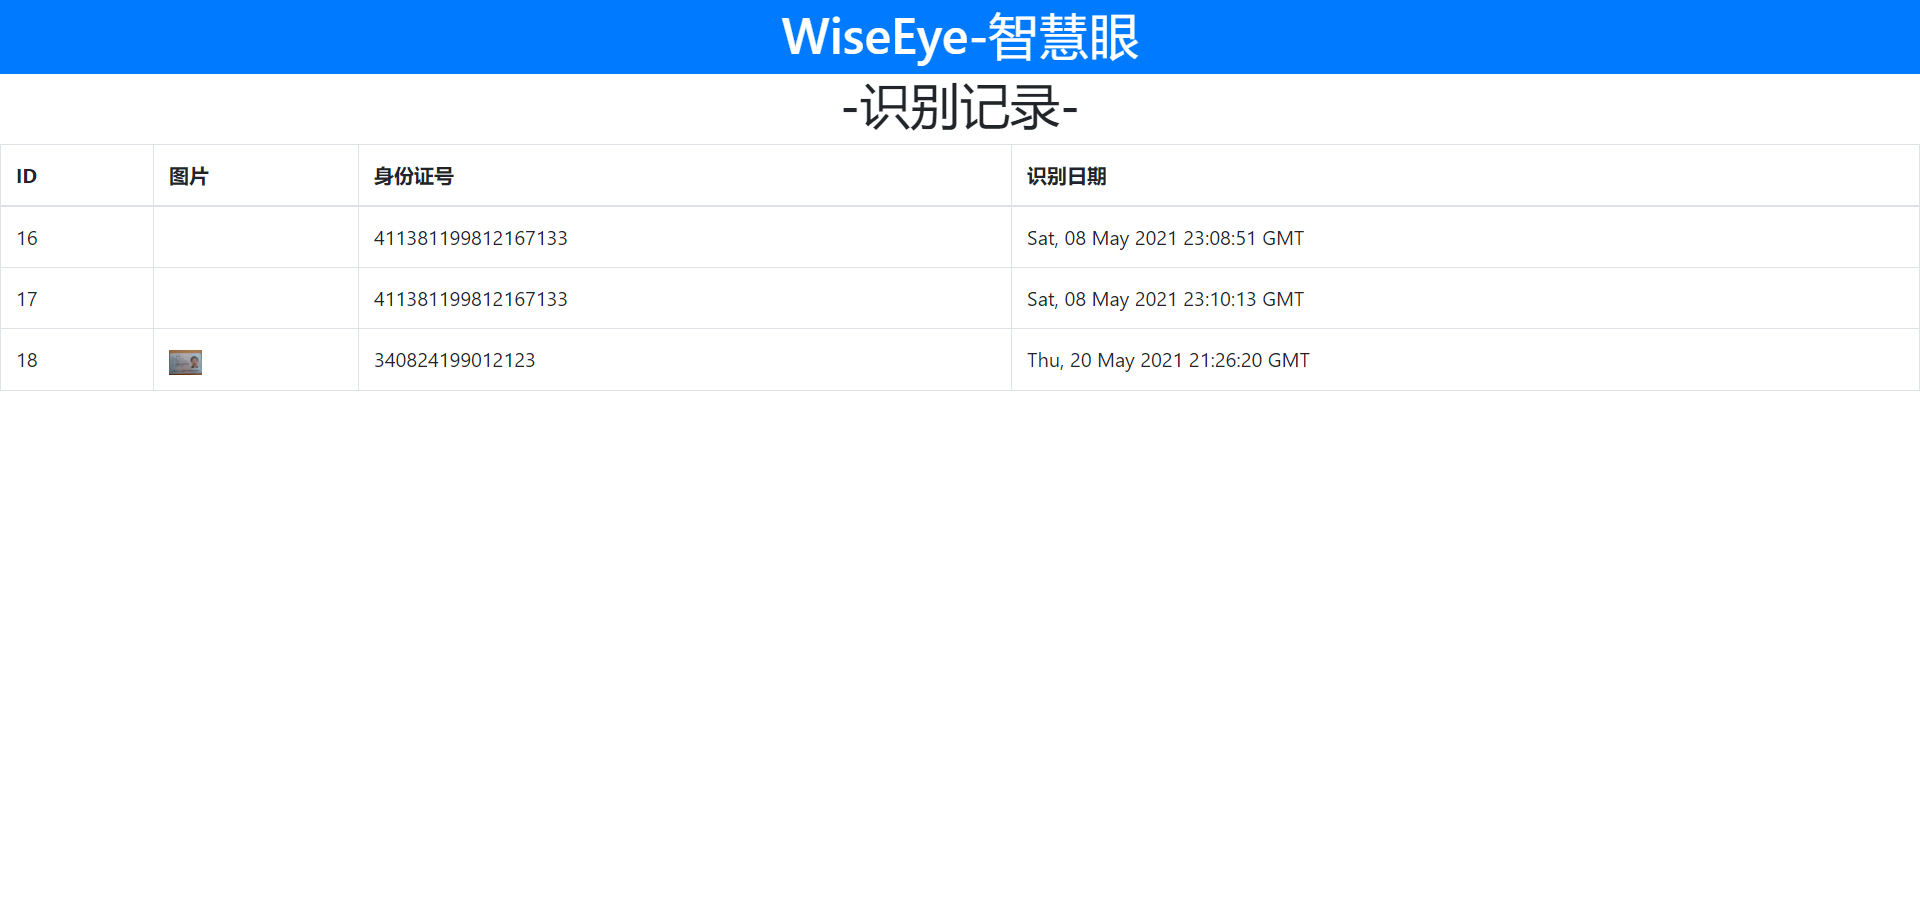 WiseEye-智慧眼
-识别记录-
ID 图片 身份证号 识别日期
16 411381199812167133 Sat, 08 May 2021 23:08:51 GMT
17 411381199812167133 Sat, 08 May 2021 23:10:13 GMT
18 340824199012123 Thu, 20 May 2021 21:26:20 GMT